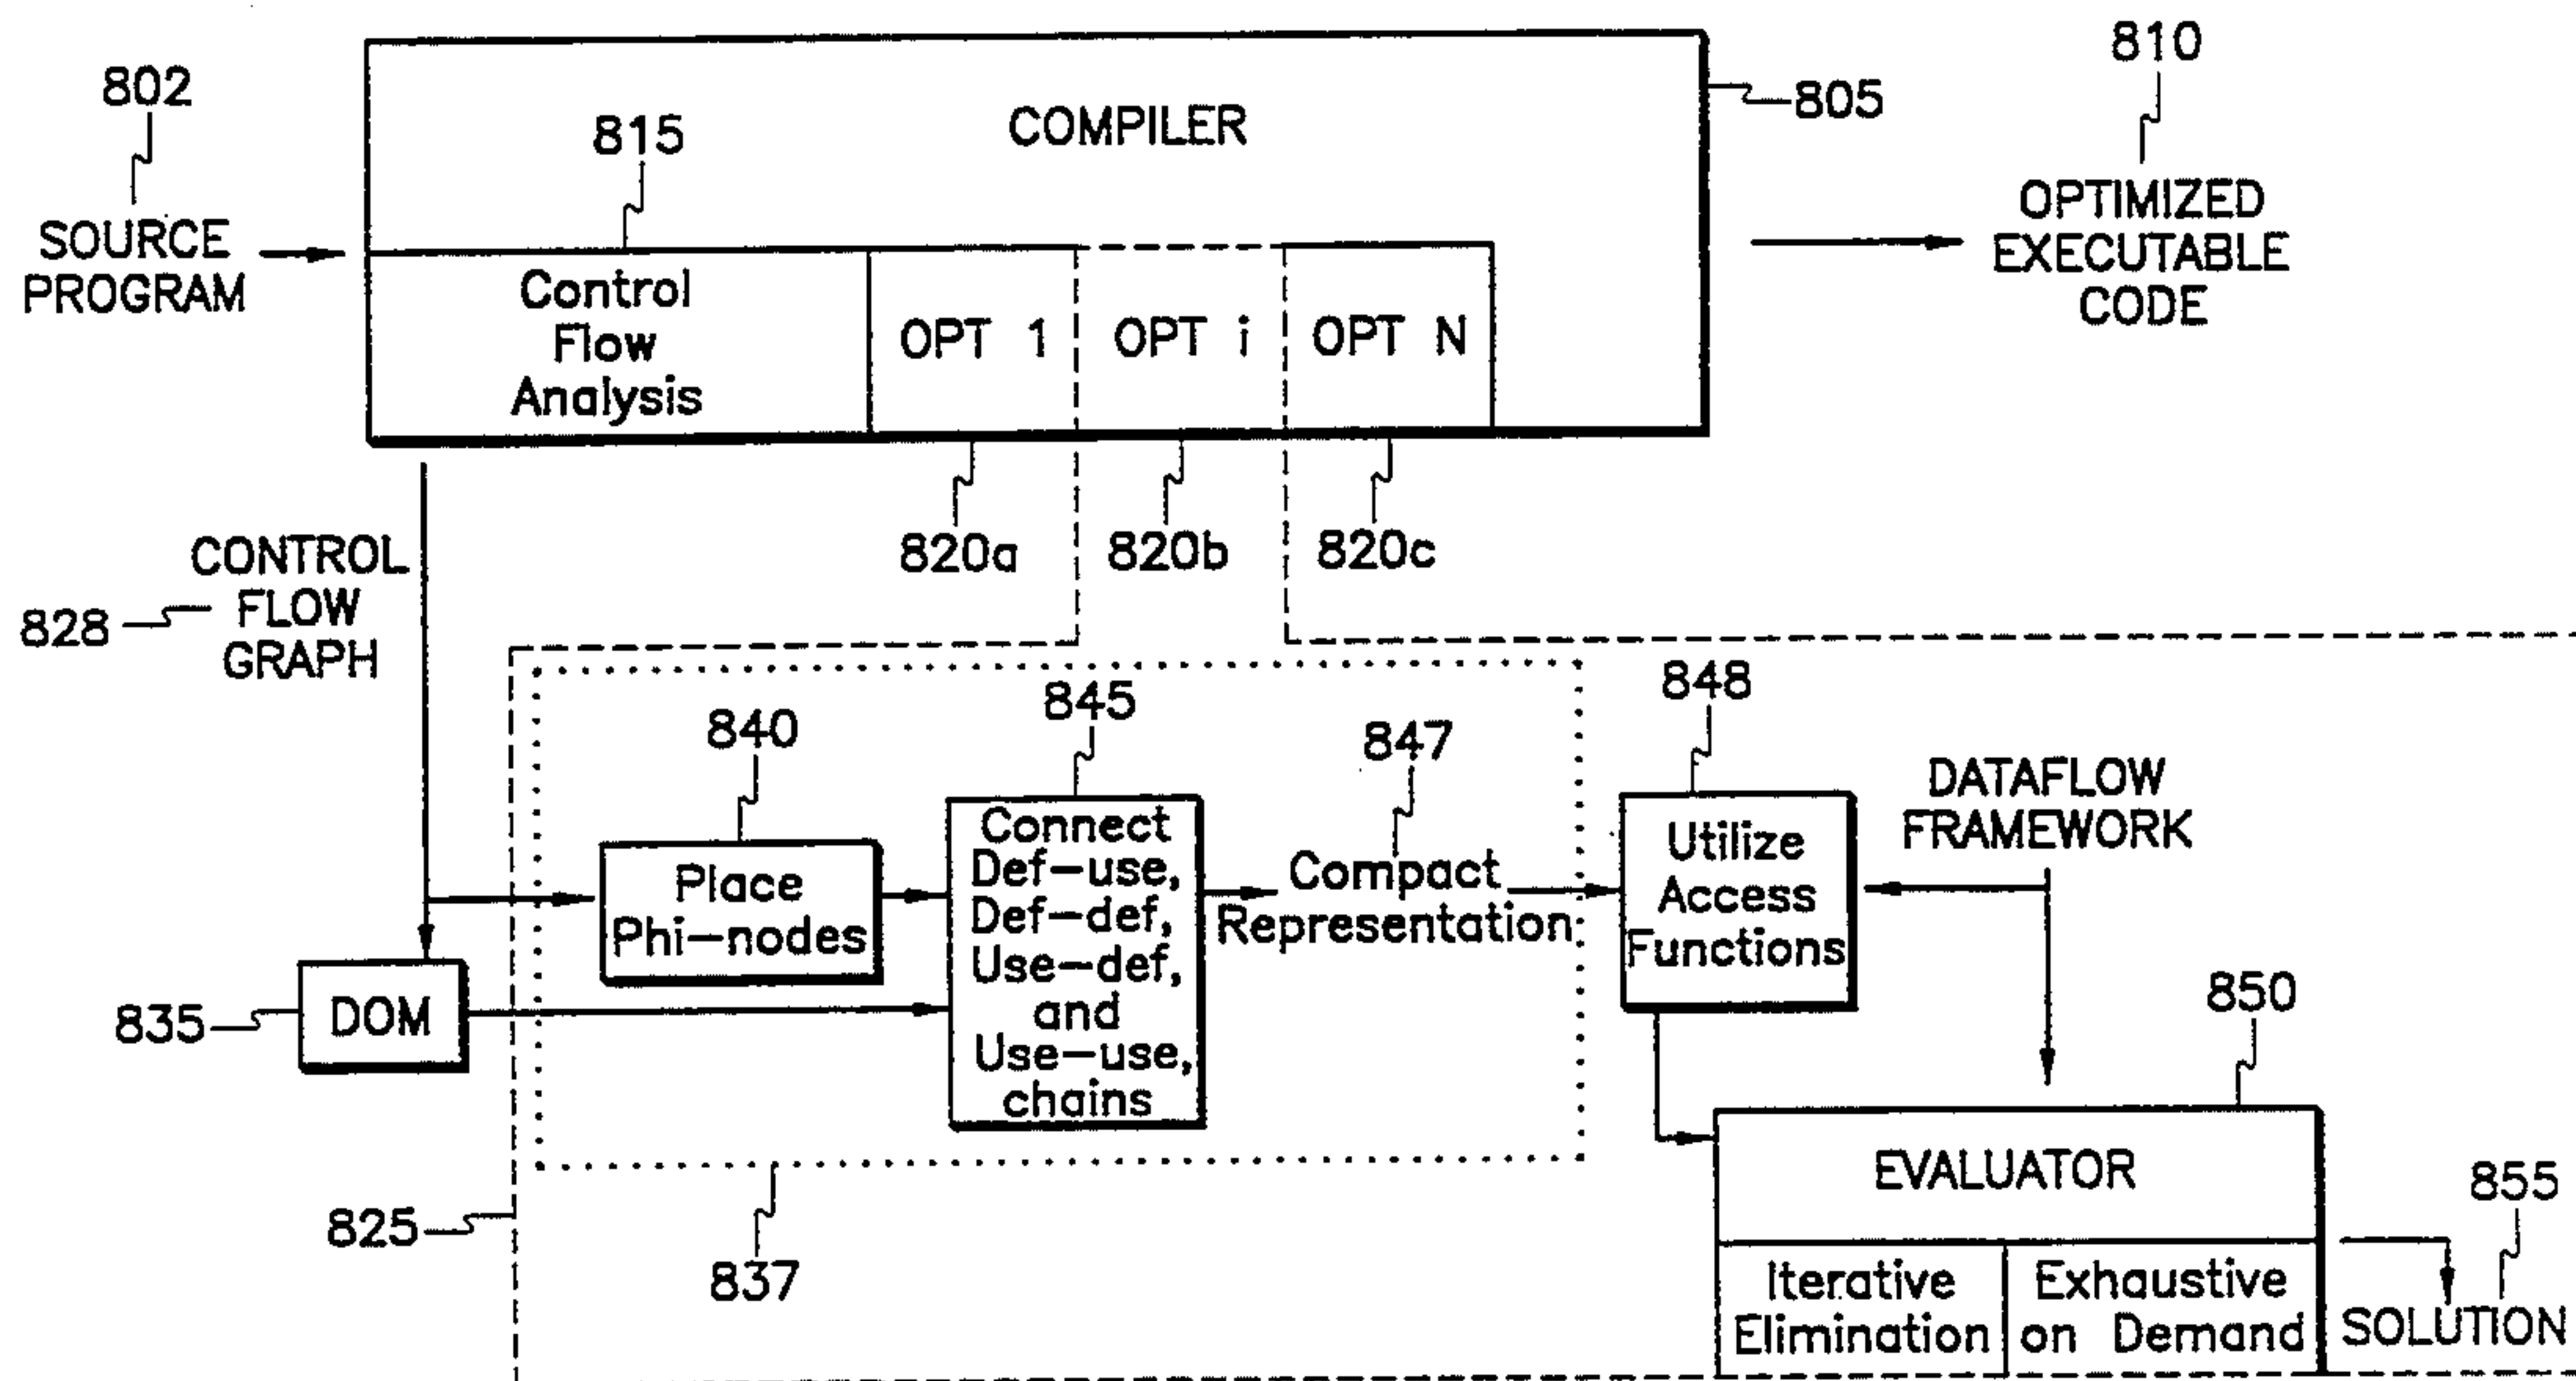 802
SOURCE
PROGRAM
COMPILER
805
815
Control
Flow
Analysis
OPT 1
OPT i
OPT N
810
OPTIMIZED
EXECUTABLE
CODE
820a
820b
820c
CONTROL
FLOW
GRAPH
828
835
DOM
840
Place
Phi-nodes
845
Connect
Def-use,
Def-def,
Use-def,
and
Use-use,
chains
847
Compact
Representation
848
Utilize
Access
Functions
DATAFLOW
FRAMEWORK
850
EVALUATOR
Iterative
Elimination
Exhaustive
on Demand
855
SOLUTION
825
837